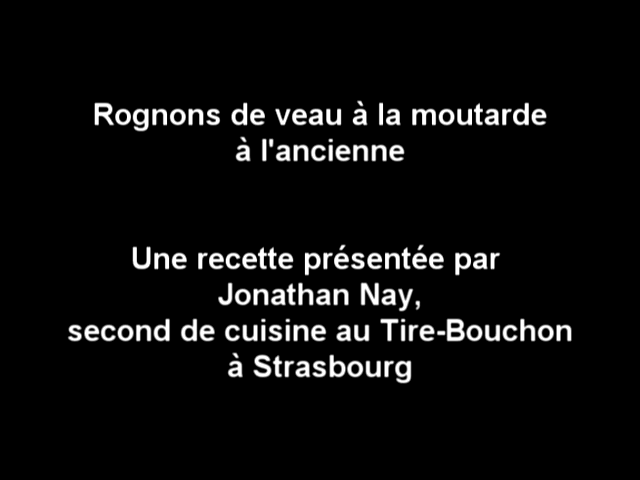 Rognons de veau à la moutarde
à l'ancienne
Une recette présentée par
Jonathan Nay,
second de cuisine au Tire-Bouchon
à Strasbourg